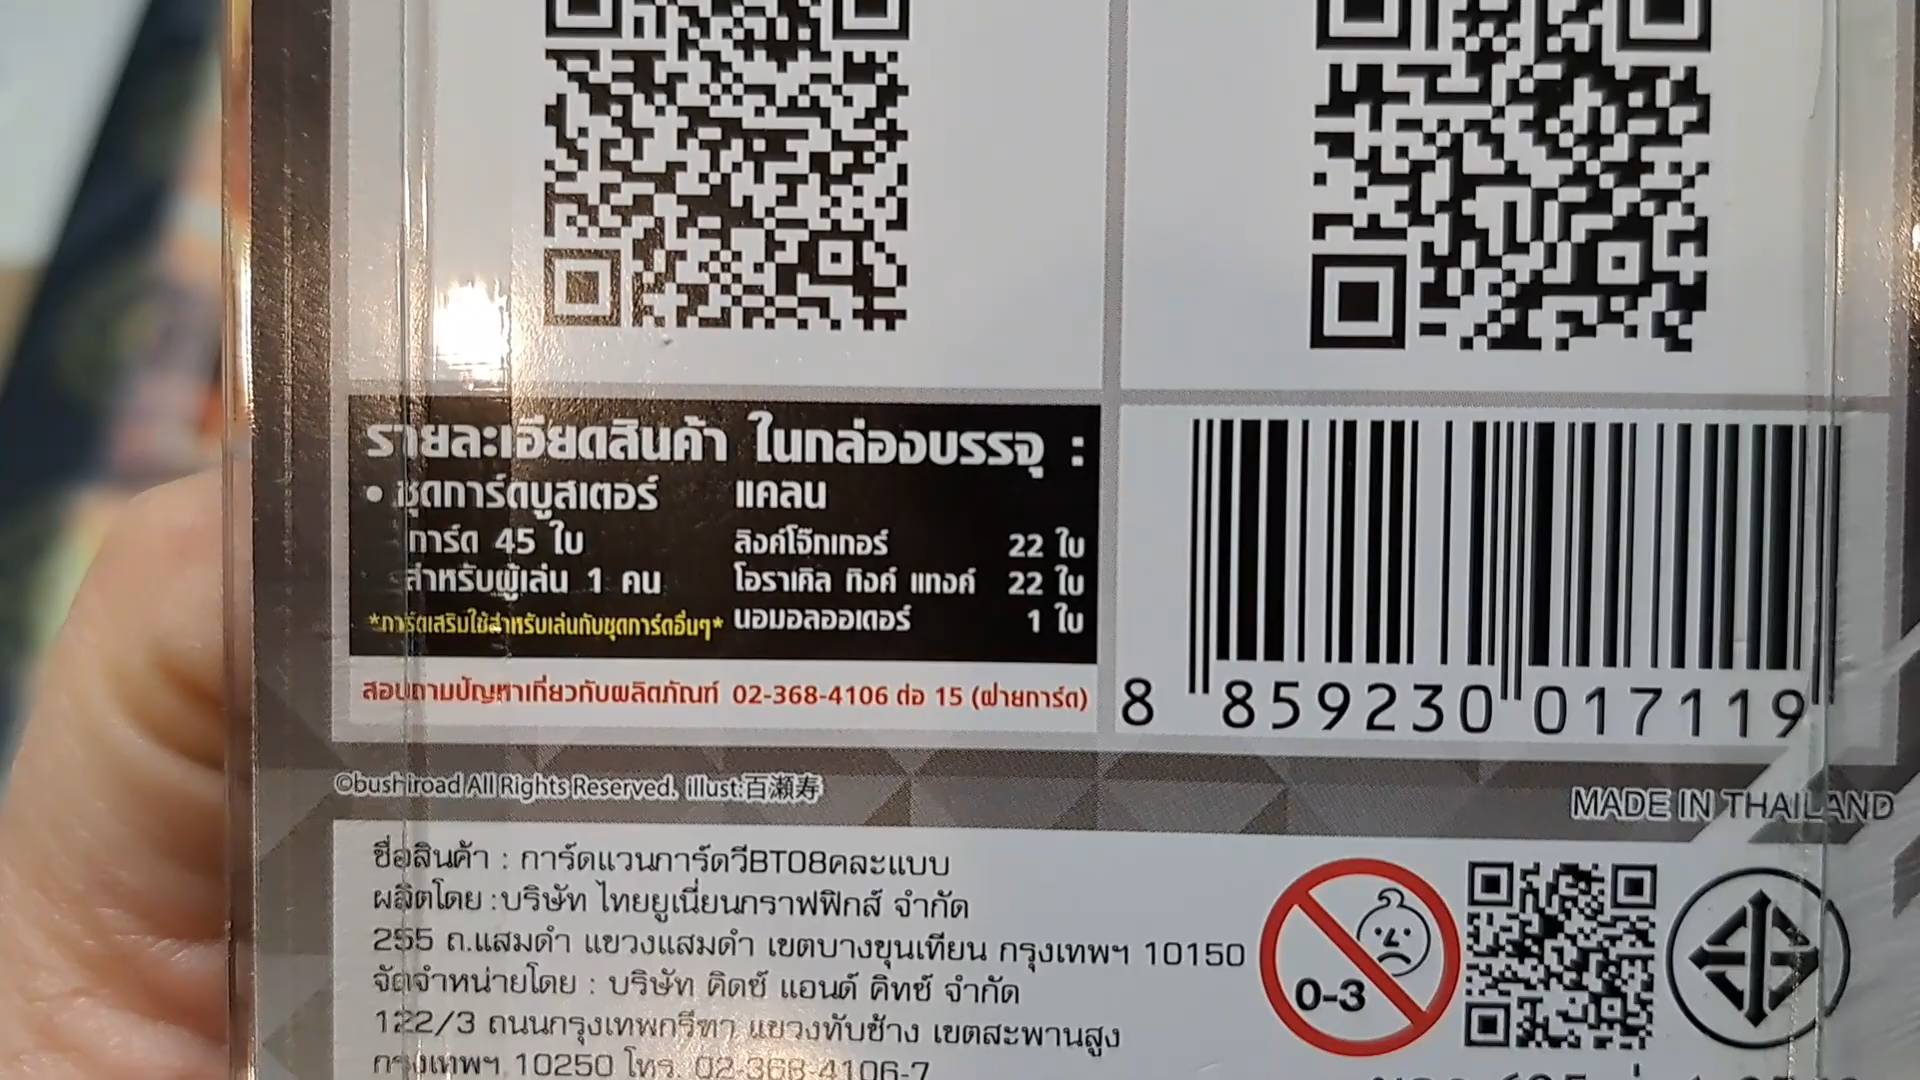 รายละเอียดสินค้า ในกล่องบรรจุ :
• ชุดการ์ดบูสเตอร์
การ์ด 45 ใบ
สำหรับผู้เล่น 1 คน
*การ์ดเสริมใช้สำหรับเล่นกับชุดการ์ดอื่นๆ*
แคลน
ลิงค์โจ๊กเกอร์ 22 ใบ
โอราเคิล ทิงค์ แทงค์ 22 ใบ
นอมอลออเดอร์ 1 ใบ
สอบถามปัญหาเกี่ยวกับผลิตภัณฑ์ 02-368-4106 ต่อ 15 (ฝ่ายการ์ด)
8 859230 017119
©bushiroad All Rights Reserved. illust:百瀬寿
MADE IN THAILAND
ชื่อสินค้า : การ์ดแวนการ์ดวีBT08คละแบบ
ผลิตโดย :บริษัท ไทยยูเนี่ยนกราฟฟิกส์ จำกัด
255 ถ.แสมดำ แขวงแสมดำ เขตบางขุนเทียน กรุงเทพฯ 10150
จัดจำหน่ายโดย : บริษัท คิดซ์ แอนด์ คิทซ์ จำกัด
122/3 ถนนกรุงเทพกรีฑา แขวงทับช้าง เขตสะพานสูง
กรุงเทพฯ 10250 โทร. 02-368-4106-7
0-3